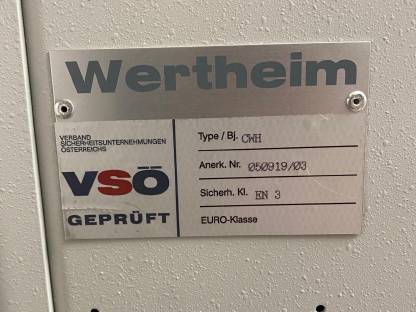 Wertheim
VERBAND
SICHERHEITSUNTERNEHMUNGEN
ÖSTERREICHS
VSÖ
GEPRÜFT
Type / Bj. CWH
Anerk. Nr. 050919/03
Sicherh. Kl. EN 3
EURO-Klasse